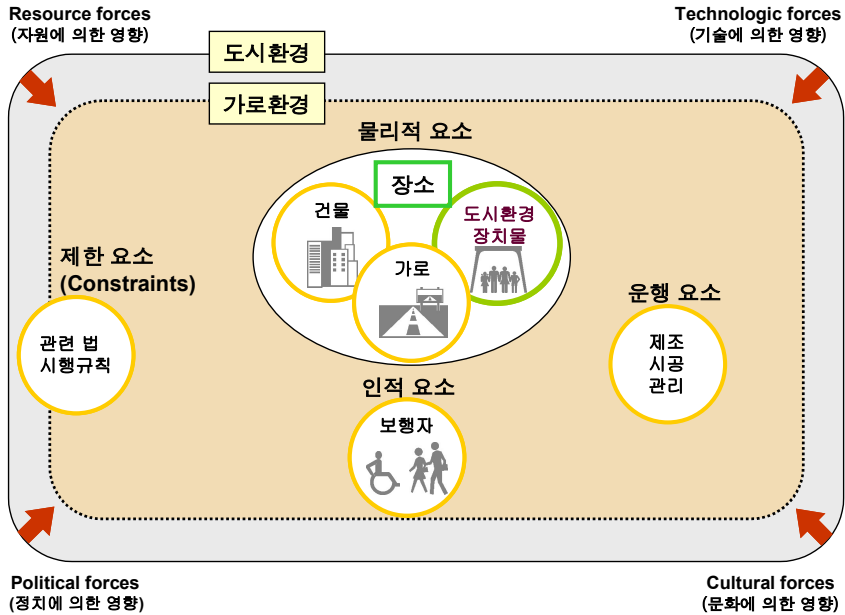 Resource forces
(자원에 의한 영향)
Technologic forces
(기술에 의한 영향)
도시환경
가로환경
물리적 요소
장소
건물
도시환경
장치물
가로
제한 요소
(Constraints)
관련 법
시행규칙
운행 요소
제조
시공
관리
인적 요소
보행자
Political forces
(정치에 의한 영향)
Cultural forces
(문화에 의한 영향)